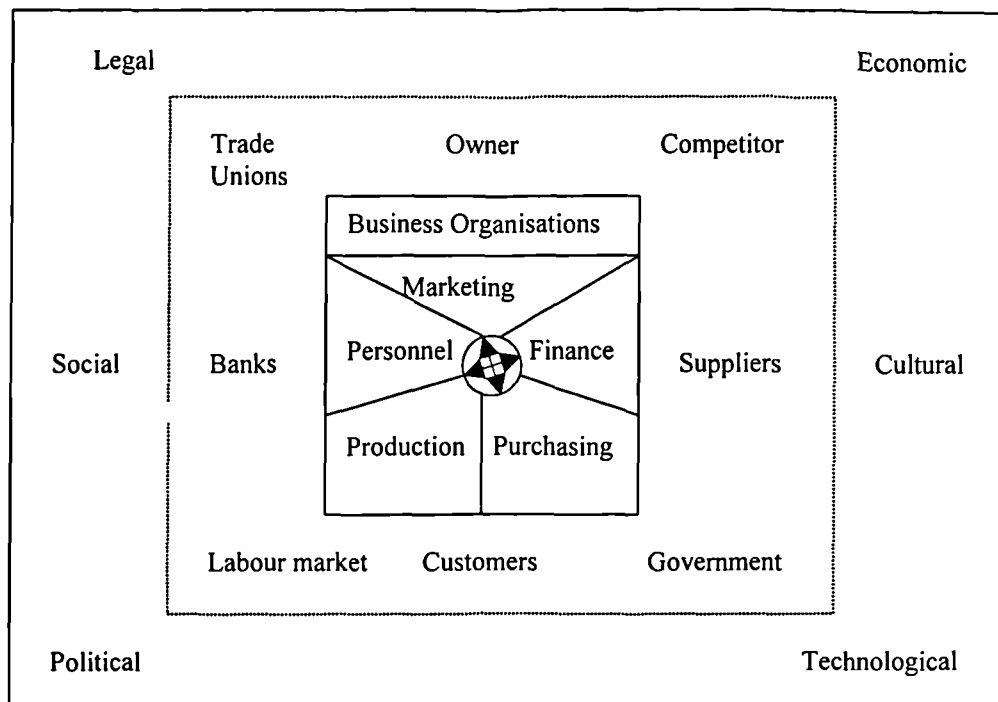 Legal
Economic
Trade
Unions
Owner
Competitor
Business Organisations
Marketing
Social
Banks
Personnel
Finance
Suppliers
Cultural
Production
Purchasing
Labour market
Customers
Government
Political
Technological